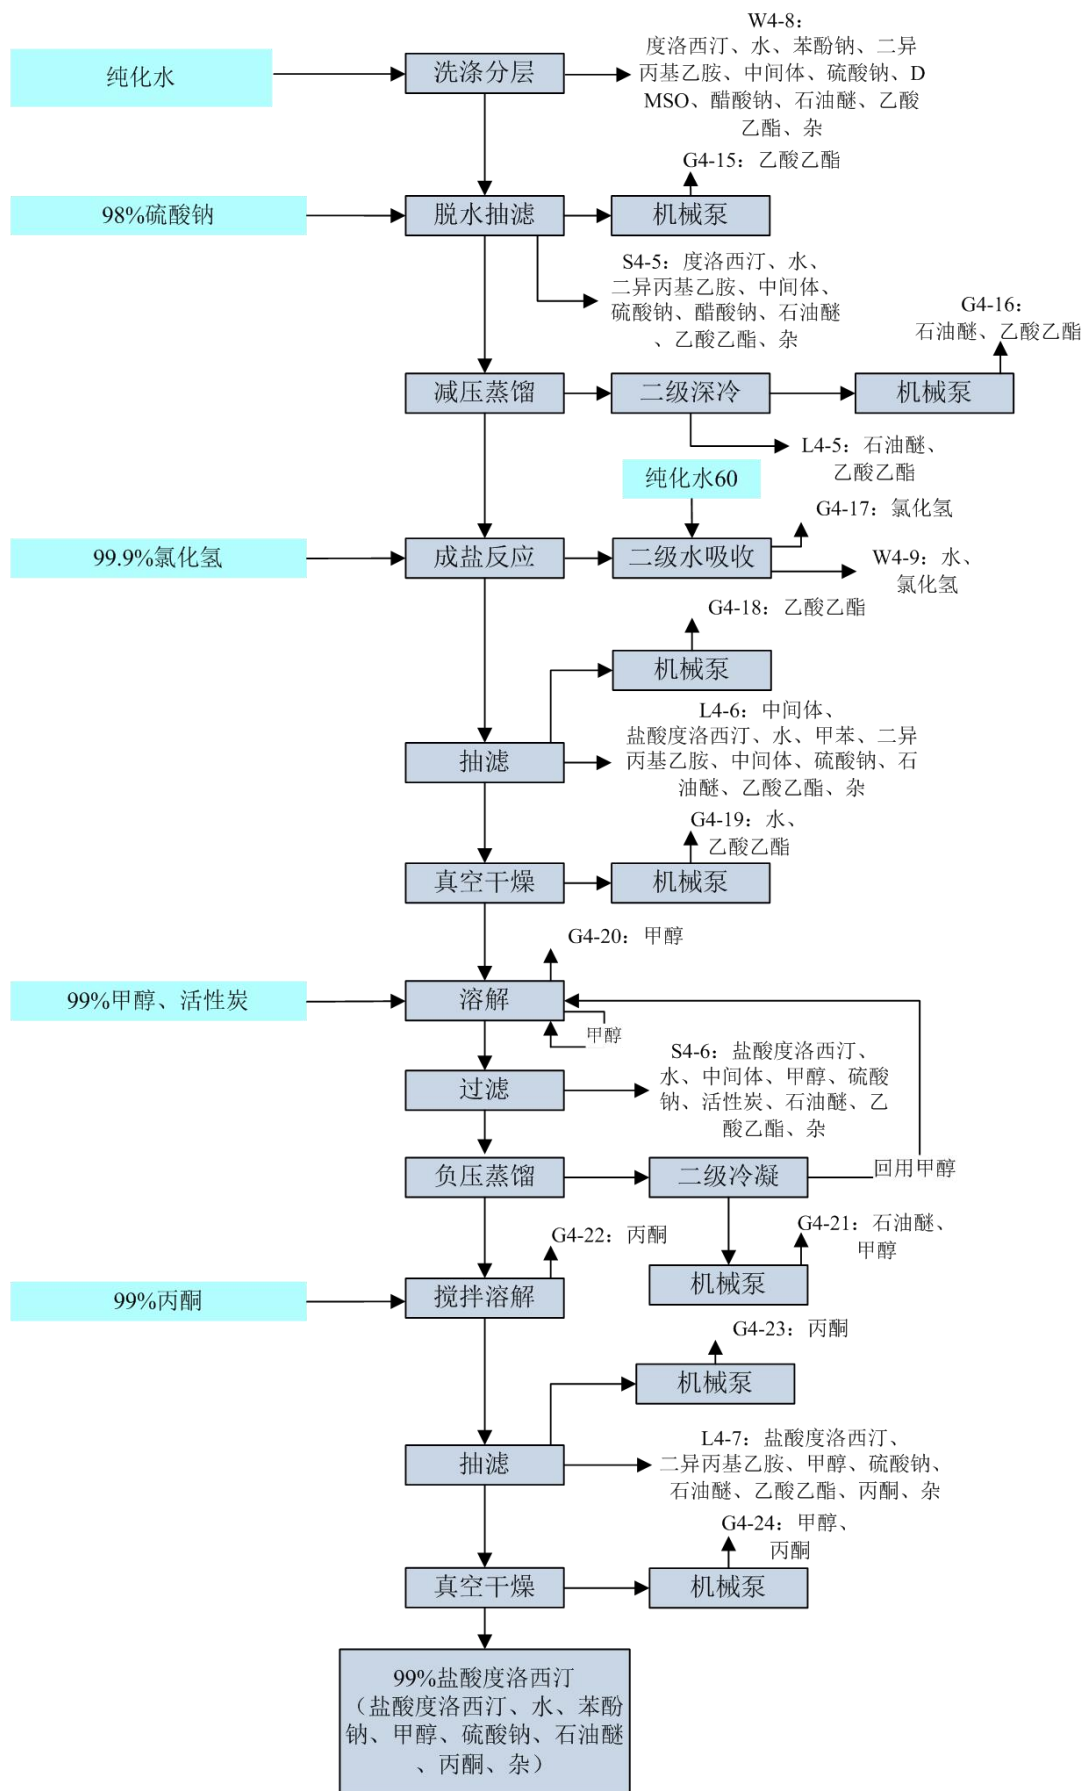 W4-8：
度洛西汀、水、苯酚钠、二异
丙基乙胺、中间体、硫酸钠、D
MSO、醋酸钠、石油醚、乙酸
乙酯、杂
纯化水
洗涤分层
G4-15：乙酸乙酯
98%硫酸钠
脱水抽滤
机械泵
S4-5：度洛西汀、水、
二异丙基乙胺、中间体、
硫酸钠、醋酸钠、石油醚
、乙酸乙酯、杂
G4-16：
石油醚、乙酸乙酯
减压蒸馏
二级深冷
机械泵
L4-5：石油醚、
乙酸乙酯
纯化水60
G4-17：氯化氢
99.9%氯化氢
成盐反应
二级水吸收
W4-9：水、
氯化氢
G4-18：乙酸乙酯
机械泵
L4-6：中间体、
盐酸度洛西汀、水、甲苯、二异
丙基乙胺、中间体、硫酸钠、石
油醚、乙酸乙酯、杂
抽滤
G4-19：水、
乙酸乙酯
真空干燥
机械泵
G4-20：甲醇
99%甲醇、活性炭
溶解
甲醇
S4-6：盐酸度洛西汀、
水、中间体、甲醇、硫酸
钠、活性炭、石油醚、乙
酸乙酯、杂
过滤
负压蒸馏
二级冷凝
回用甲醇
G4-21：石油醚、
甲醇
G4-22：丙酮
机械泵
99%丙酮
搅拌溶解
G4-23：丙酮
机械泵
L4-7：盐酸度洛西汀、
二异丙基乙胺、甲醇、硫酸钠、
石油醚、乙酸乙酯、丙酮、杂
抽滤
G4-24：甲醇、
丙酮
真空干燥
机械泵
99%盐酸度洛西汀
（盐酸度洛西汀、水、苯酚
钠、甲醇、硫酸钠、石油醚
、丙酮、杂）